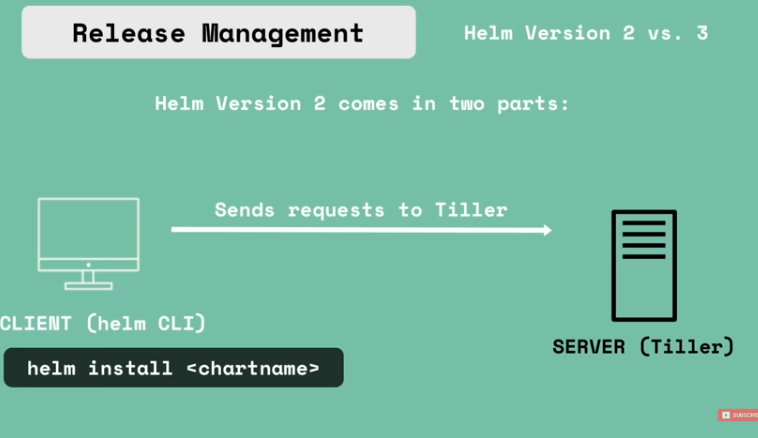 Release Management
Helm Version 2 vs. 3
Helm Version 2 comes in two parts:
Sends requests to Tiller
CLIENT (helm CLI)
SERVER (Tiller)
helm install <chartname>